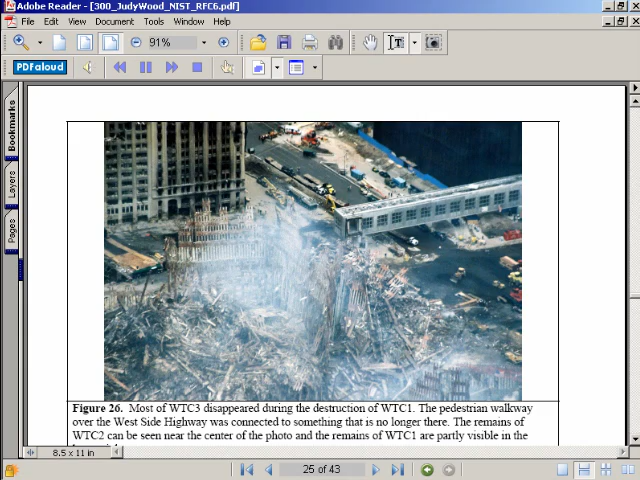 Adobe Reader - [300_JudyWood_NIST_RFC6.pdf]
File Edit View Document Tools Window Help
91%
PDFaloud
Bookmarks
Layers
Pages
Figure 26. Most of WTC3 disappeared during the destruction of WTC1. The pedestrian walkway
over the West Side Highway was connected to something that is no longer there. The remains of
WTC2 can be seen near the center of the photo and the remains of WTC1 are partly visible in the
8.5 x 11 in
25 of 43